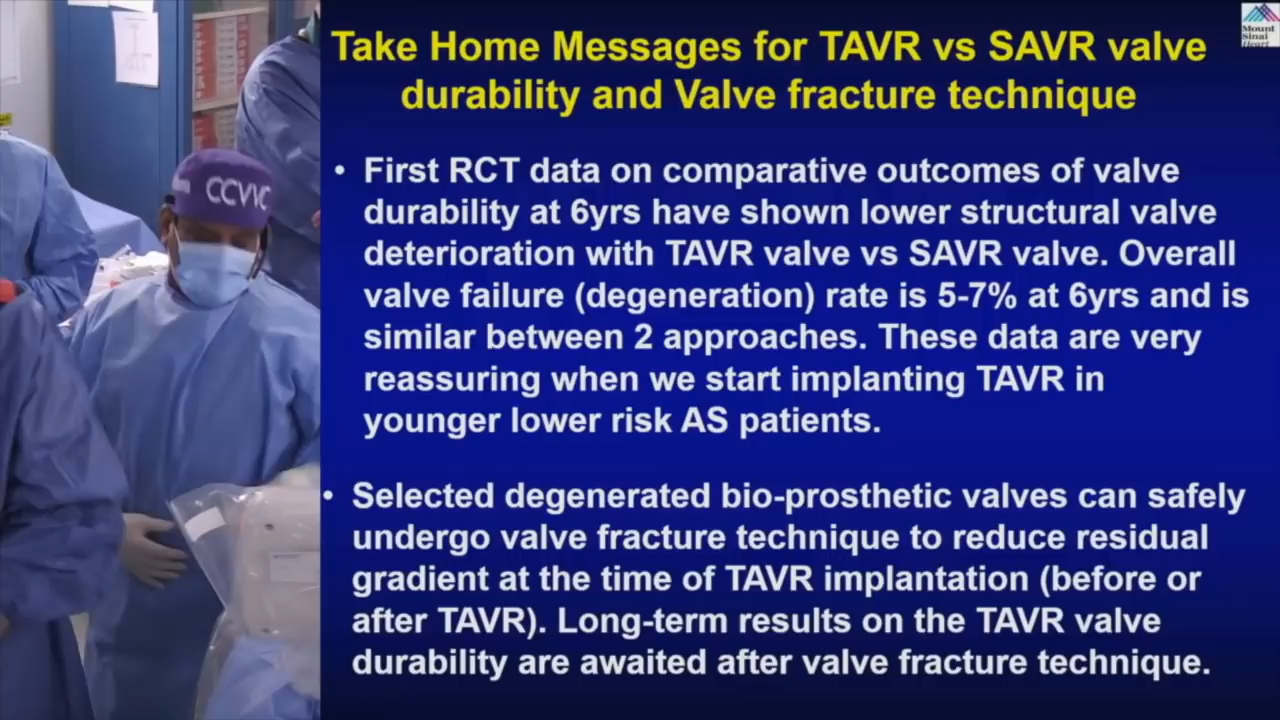 Mount
Sinai
Heart
Take Home Messages for TAVR vs SAVR valve
durability and Valve fracture technique
• First RCT data on comparative outcomes of valve
durability at 6yrs have shown lower structural valve
deterioration with TAVR valve vs SAVR valve. Overall
valve failure (degeneration) rate is 5-7% at 6yrs and is
similar between 2 approaches. These data are very
reassuring when we start implanting TAVR in
younger lower risk AS patients.
• Selected degenerated bio-prosthetic valves can safely
undergo valve fracture technique to reduce residual
gradient at the time of TAVR implantation (before or
after TAVR). Long-term results on the TAVR valve
durability are awaited after valve fracture technique.
CCVVC